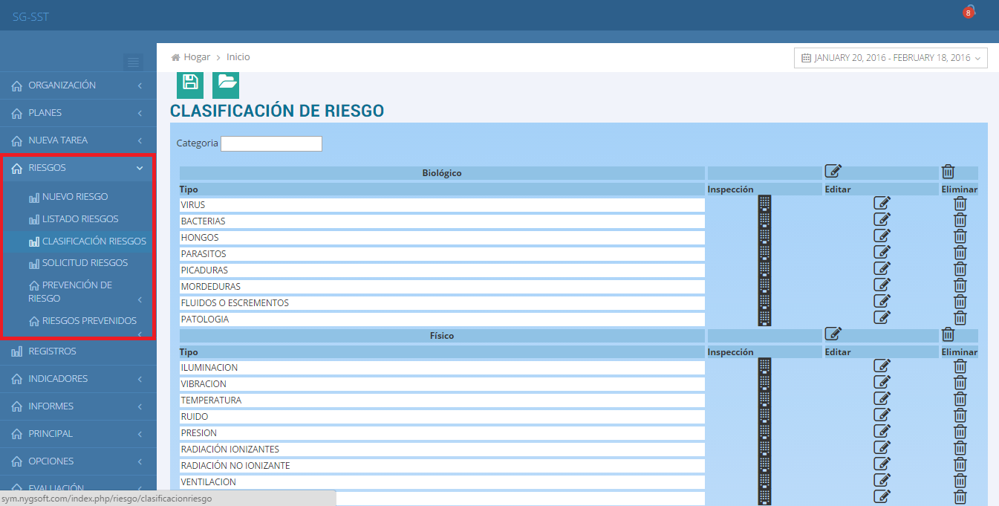 SG-SST
8
ORGANIZACIÓN
PLANES
NUEVA TAREA
RIESGOS
NUEVO RIESGO
LISTADO RIESGOS
CLASIFICACIÓN RIESGOS
SOLICITUD RIESGOS
PREVENCIÓN DE
RIESGO
RIESGOS PREVENIDOS
REGISTROS
INDICADORES
INFORMES
PRINCIPAL
OPCIONES
EVALUACIÓN
sym.nygsoft.com/index.php/riesgo/clasificacionriesgo
Hogar > Inicio
JANUARY 20, 2016 - FEBRUARY 18, 2016
CLASIFICACIÓN DE RIESGO
Categoria
Biológico
Tipo Inspección Editar Eliminar
VIRUS
BACTERIAS
HONGOS
PARASITOS
PICADURAS
MORDEDURAS
FLUIDOS O ESCREMENTOS
PATOLOGIA
Físico
Tipo Inspección Editar Eliminar
ILUMINACION
VIBRACION
TEMPERATURA
RUIDO
PRESION
RADIACIÓN IONIZANTES
RADIACIÓN NO IONIZANTE
VENTILACION